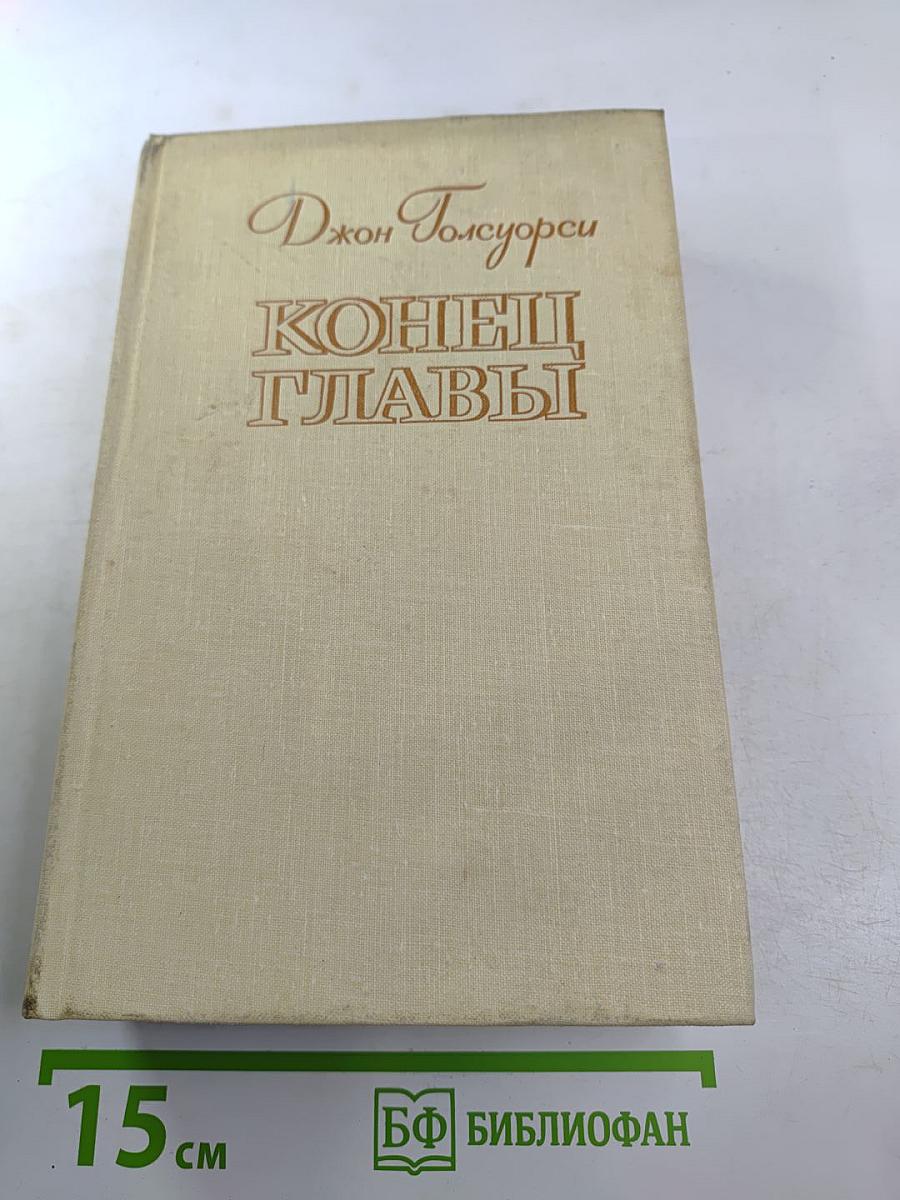 Джон Голсуорси
КОНЕЦ
ГЛАВЫ
15 см
БФ БИБЛИОФАН